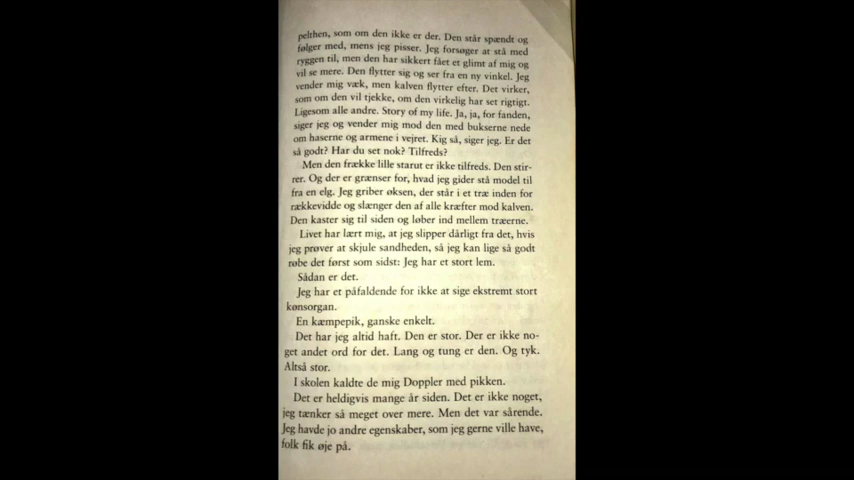 pelthen, som om den ikke er der. Den står spændt og
følger med, mens jeg pisser. Jeg forsøger at stå med
ryggen til, men den har sikkert fået et glimt af mig og
vil se mere. Den flytter sig og ser fra en ny vinkel. Jeg
vender mig væk, men kalven flytter efter. Det virker,
som om den vil tjekke, om den virkelig har set rigtigt.
Ligesom alle andre. Story of my life. Ja, ja, for fanden,
siger jeg og vender mig mod den med bukserne nede
om haserne og armene i vejret. Kig så, siger jeg. Er det
så godt? Har du set nok? Tilfreds?
Men den frække lille starut er ikke tilfreds. Den stir-
rer. Og der er grænser for, hvad jeg gider stå model til
fra en elg. Jeg griber øksen, der står i et træ inden for
rækkevidde og slænger den af alle kræfter mod kalven.
Den kaster sig til siden og løber ind mellem træerne.
Livet har lært mig, at jeg slipper dårligt fra det, hvis
jeg prøver at skjule sandheden, så jeg kan lige så godt
røbe det først som sidst: Jeg har et stort lem.
Sådan er det.
Jeg har et påfaldende for ikke at sige ekstremt stort
kønsorgan.
En kæmpepik, ganske enkelt.
Det har jeg altid haft. Den er stor. Der er ikke no-
get andet ord for det. Lang og tung er den. Og tyk.
Altså stor.
I skolen kaldte de mig Doppler med pikken.
Det er heldigvis mange år siden. Det er ikke noget,
jeg tænker så meget over mere. Men det var sårende.
Jeg havde jo andre egenskaber, som jeg gerne ville have,
folk fik øje på.